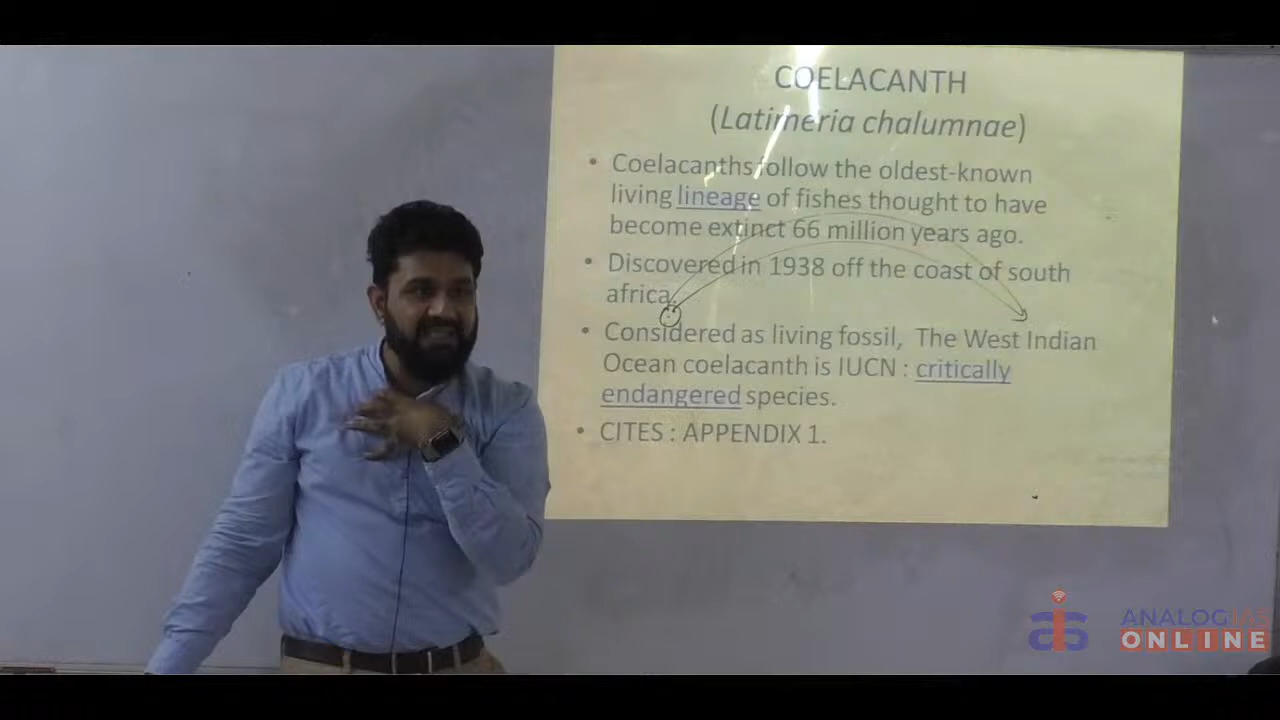 COELACANTH
(Latimeria chalumnae)
• Coelacanths follow the oldest-known
living lineage of fishes thought to have
become extinct 66 million years ago.
• Discovered in 1938 off the coast of south
africa.
• Considered as living fossil, The West Indian
Ocean coelacanth is IUCN : critically
endangered species.
• CITES : APPENDIX 1.
ais
ANALOG IAS
ONLINE